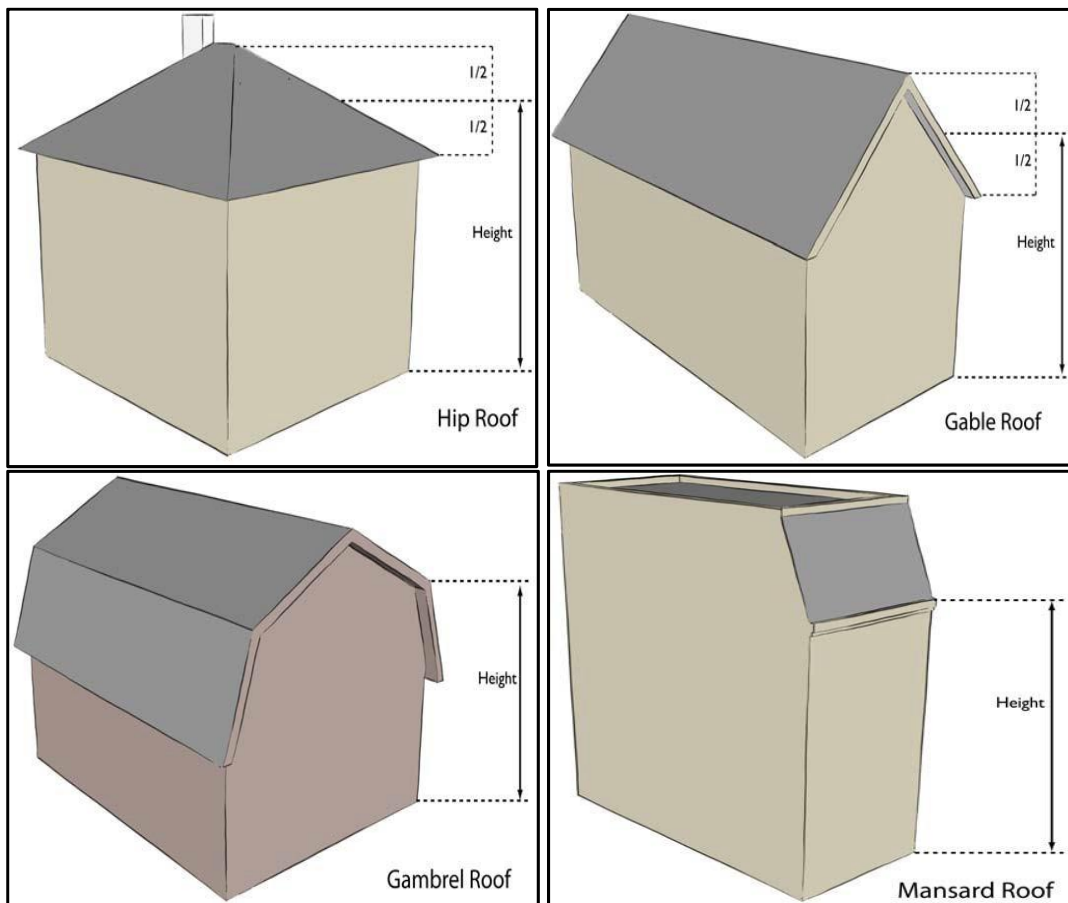 1/2
1/2
Height
Hip Roof
1/2
1/2
Height
Gable Roof
Height
Gambrel Roof
Height
Mansard Roof